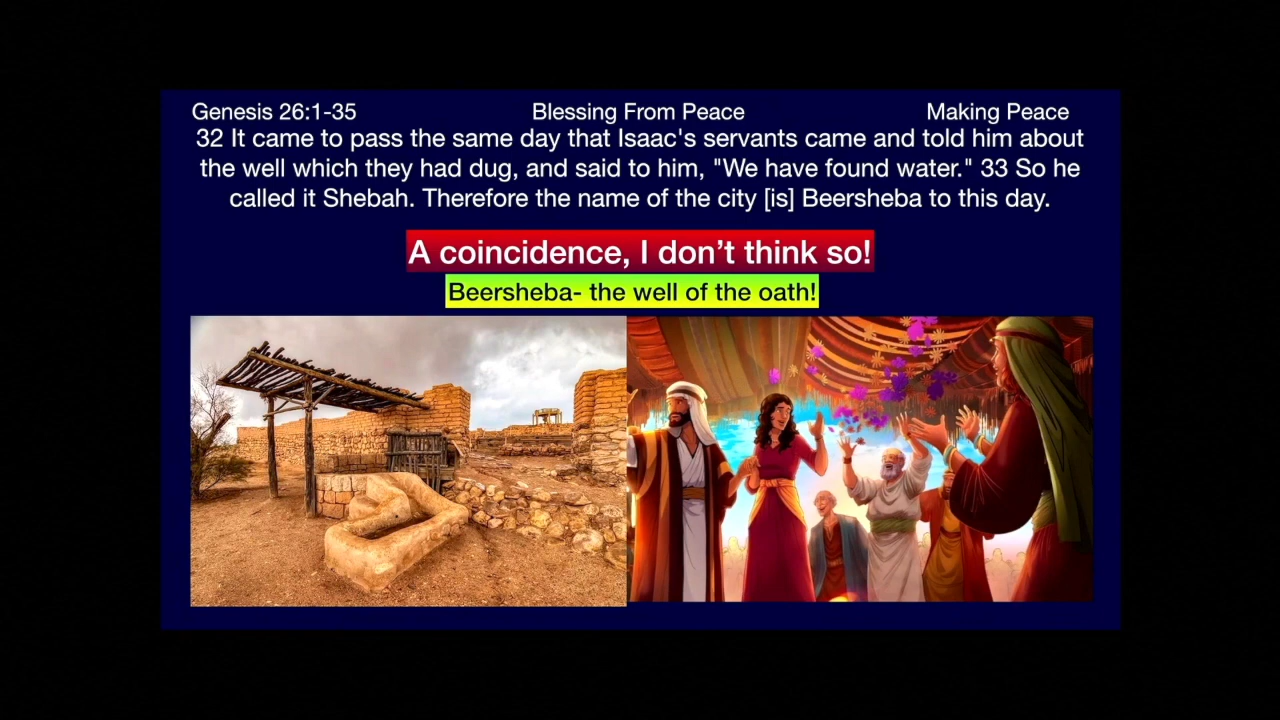 Genesis 26:1-35 Blessing From Peace Making Peace
32 It came to pass the same day that Isaac's servants came and told him about
the well which they had dug, and said to him, "We have found water." 33 So he
called it Shebah. Therefore the name of the city [is] Beersheba to this day.
A coincidence, I don’t think so!
Beersheba- the well of the oath!